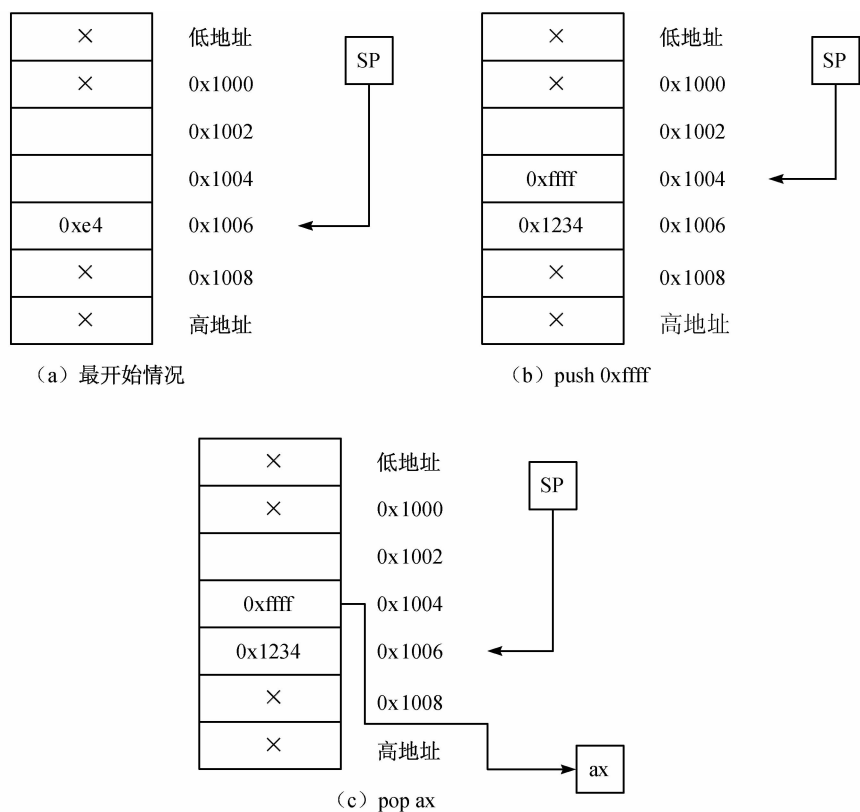 × 低地址
SP
× 0x1000
0x1002
0x1004
0xe4 0x1006
× 0x1008
× 高地址
（a）最开始情况
× 低地址
SP
× 0x1000
0x1002
0xffff 0x1004
0x1234 0x1006
× 0x1008
× 高地址
（b）push 0xffff
× 低地址
SP
× 0x1000
0x1002
0xffff 0x1004
0x1234 0x1006
× 0x1008
× 高地址
ax
（c）pop ax